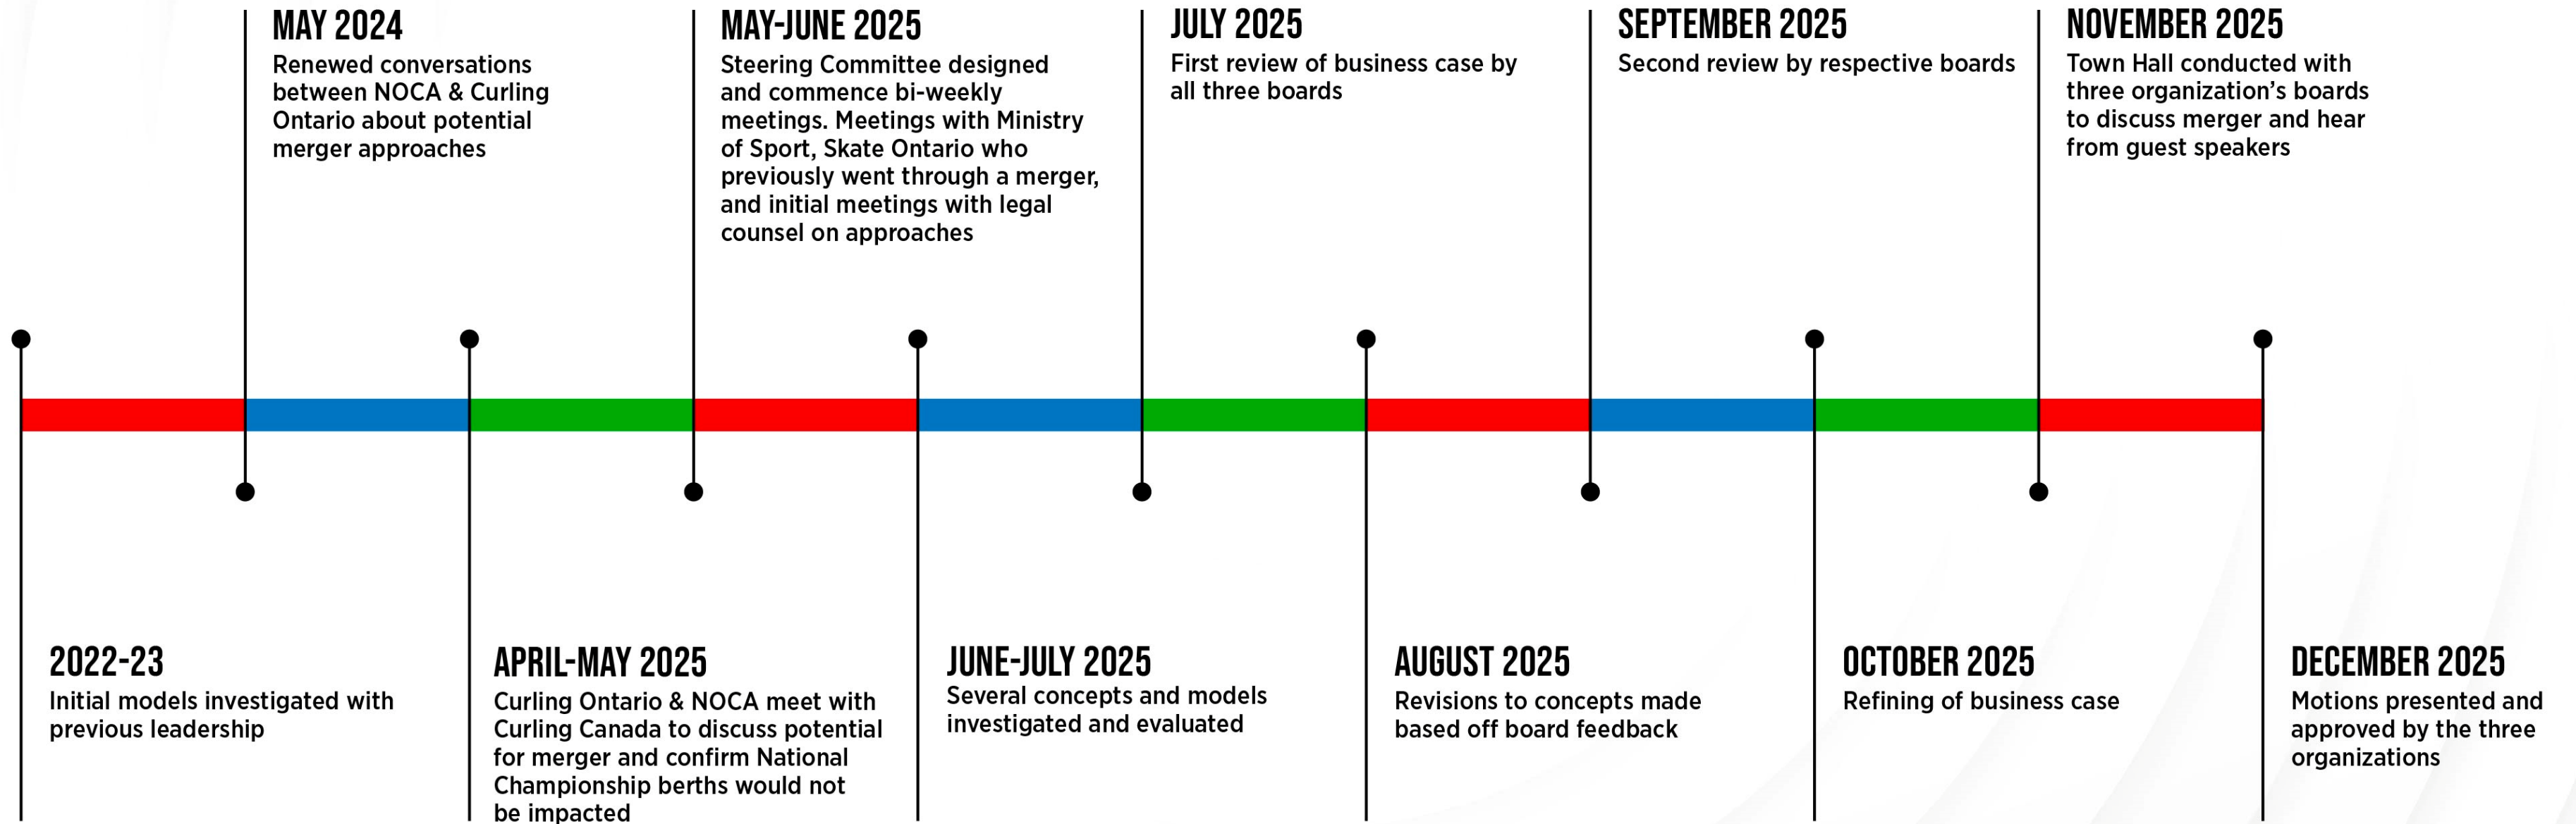 MAY 2024
Renewed conversations
between NOCA & Curling
Ontario about potential
merger approaches
MAY-JUNE 2025
Steering Committee designed
and commence bi-weekly
meetings. Meetings with Ministry
of Sport, Skate Ontario who
previously went through a merger,
and initial meetings with legal
counsel on approaches
JULY 2025
First review of business case by
all three boards
SEPTEMBER 2025
Second review by respective boards
NOVEMBER 2025
Town Hall conducted with
three organization’s boards
to discuss merger and hear
from guest speakers
2022-23
Initial models investigated with
previous leadership
APRIL-MAY 2025
Curling Ontario & NOCA meet with
Curling Canada to discuss potential
for merger and confirm National
Championship berths would not
be impacted
JUNE-JULY 2025
Several concepts and models
investigated and evaluated
AUGUST 2025
Revisions to concepts made
based off board feedback
OCTOBER 2025
Refining of business case
DECEMBER 2025
Motions presented and
approved by the three
organizations